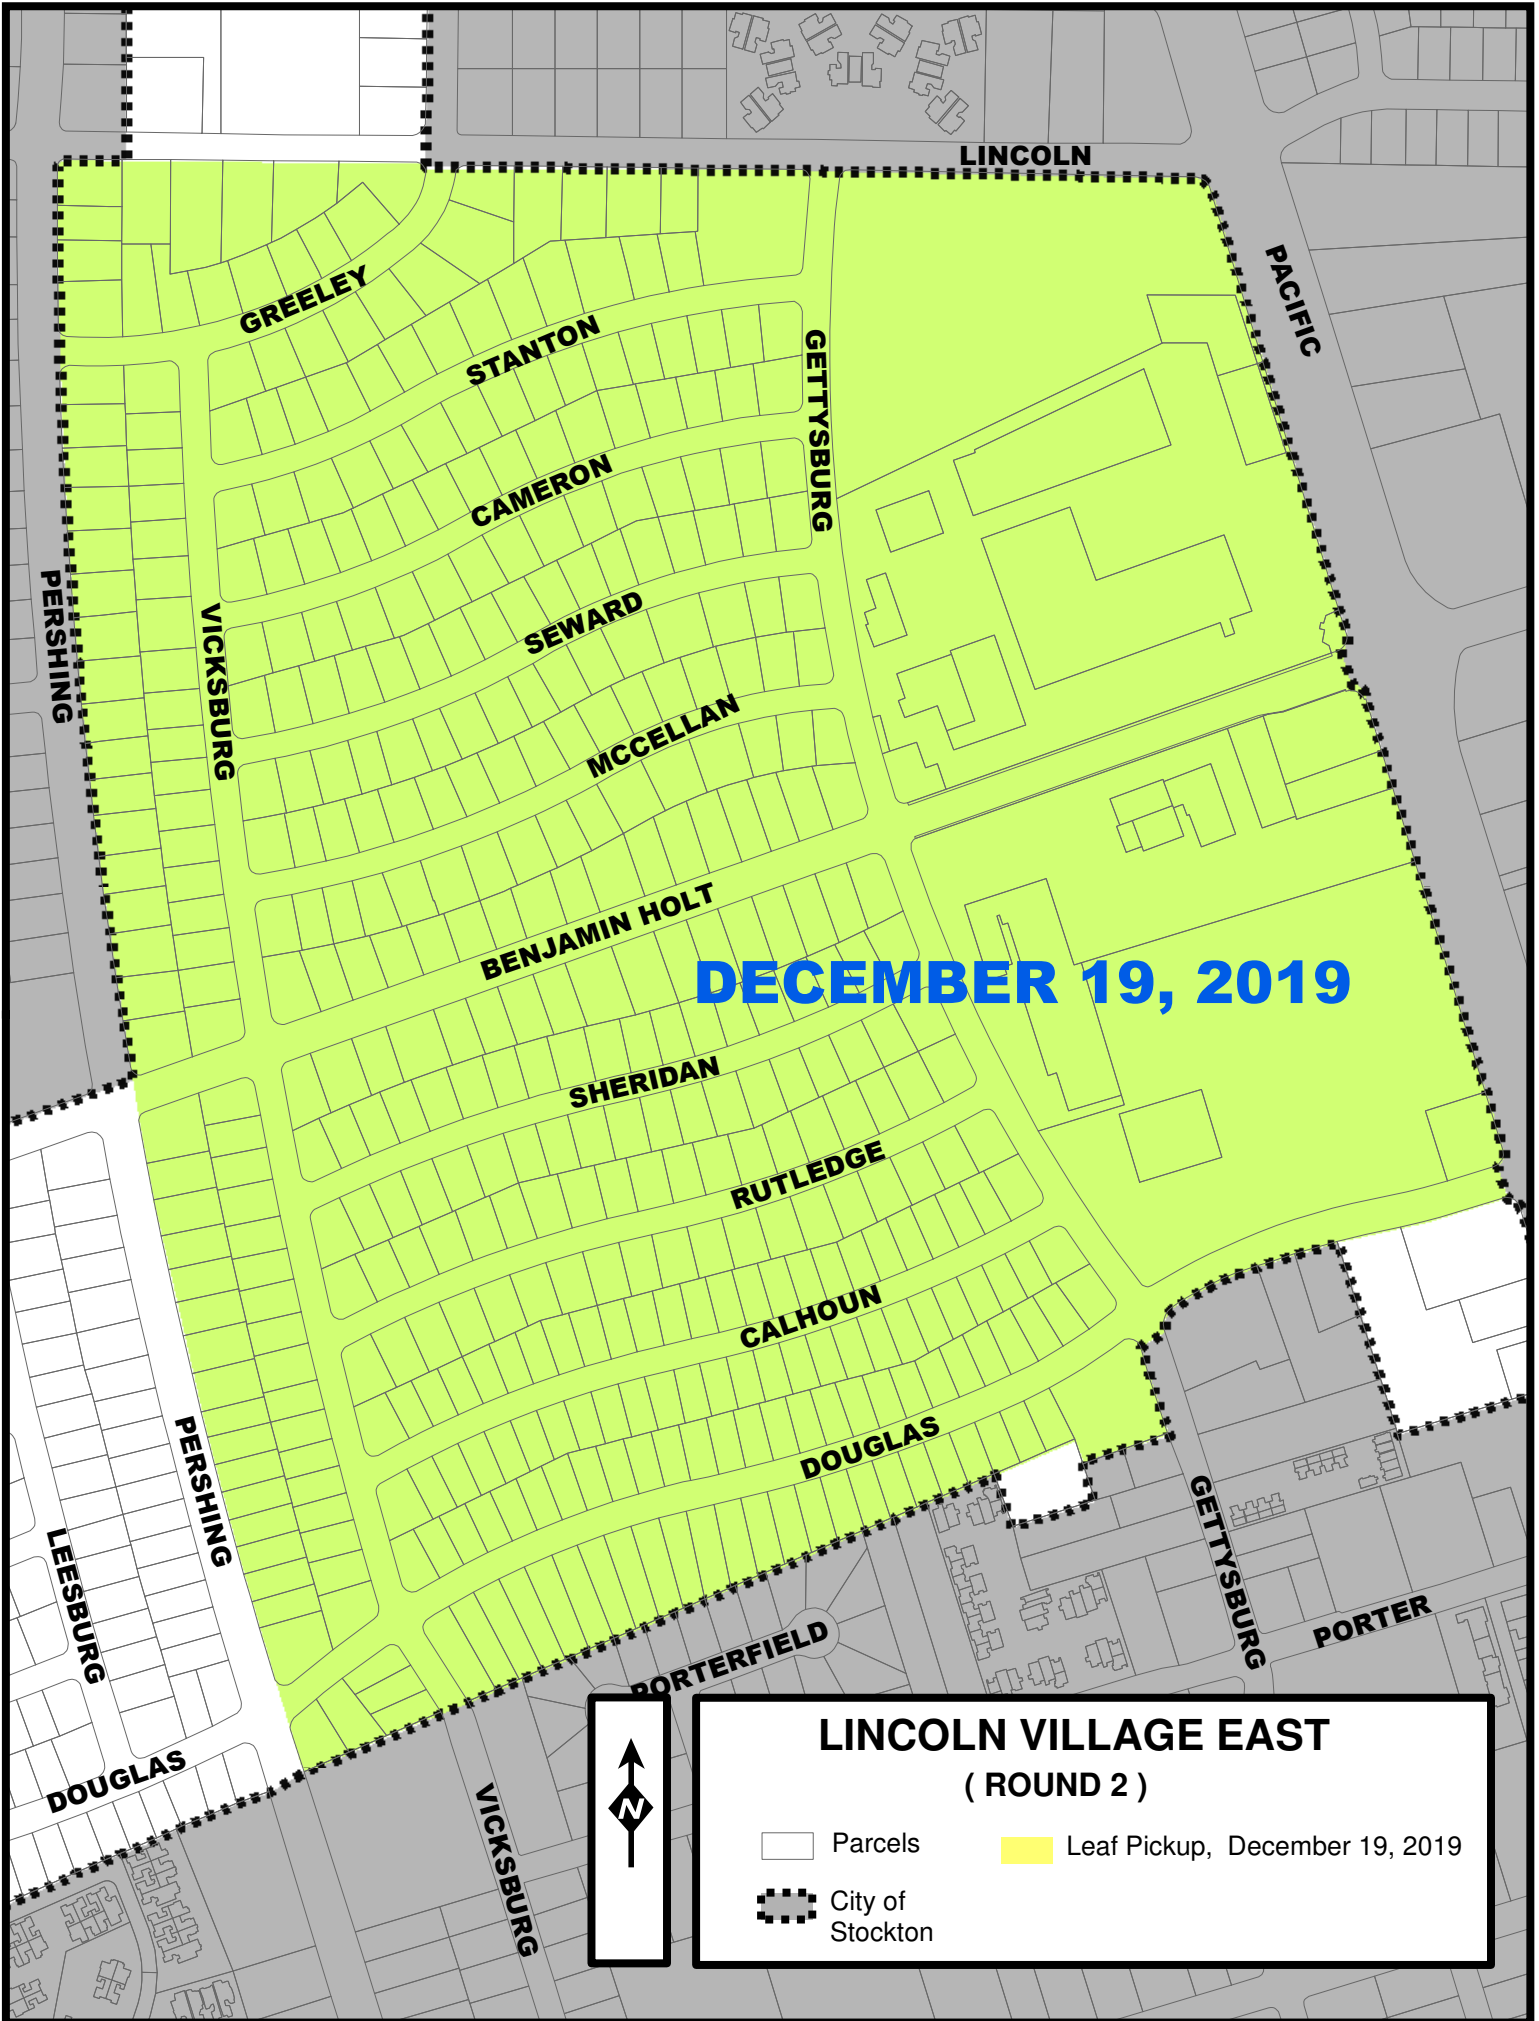 LINCOLN
PACIFIC
GREELEY
STANTON
GETTYSBURG
CAMERON
PERSHING
VICKSBURG
SEWARD
MCCELLAN
BENJAMIN HOLT
DECEMBER 19, 2019
SHERIDAN
RUTLEDGE
CALHOUN
DOUGLAS
PERSHING
LEESBURG
GETTYSBURG
PORTER
PORTERFIELD
DOUGLAS
VICKSBURG
N
LINCOLN VILLAGE EAST
( ROUND 2 )
Parcels
Leaf Pickup, December 19, 2019
City of
Stockton